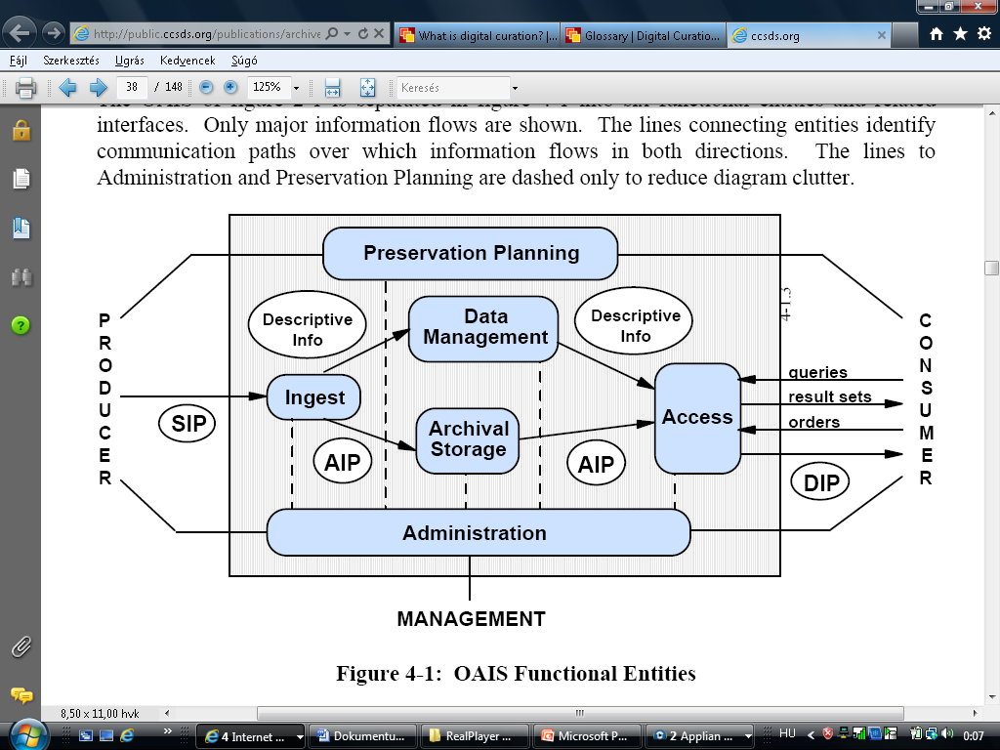 http://public.ccsds.org/publications/archive
What is digital curation? |...
Glossary | Digital Curatio...
ccsds.org
Fájl Szerkesztés Ugrás Kedvencek Súgó
38 / 148 125% Keresés
interfaces. Only major information flows are shown. The lines connecting entities identify
communication paths over which information flows in both directions. The lines to
Administration and Preservation Planning are dashed only to reduce diagram clutter.
Preservation Planning
PRODUCER
Descriptive
Info
Data
Management
Descriptive
Info
4-1.3
CONSUMER
Ingest
SIP
AIP
Archival
Storage
AIP
Access
queries
result sets
orders
DIP
Administration
MANAGEMENT
Figure 4-1: OAIS Functional Entities
8,50 x 11,00 hvk
4 Internet ...
Dokumentu...
RealPlayer ...
Microsoft P...
2 Applian ...
HU
0:07